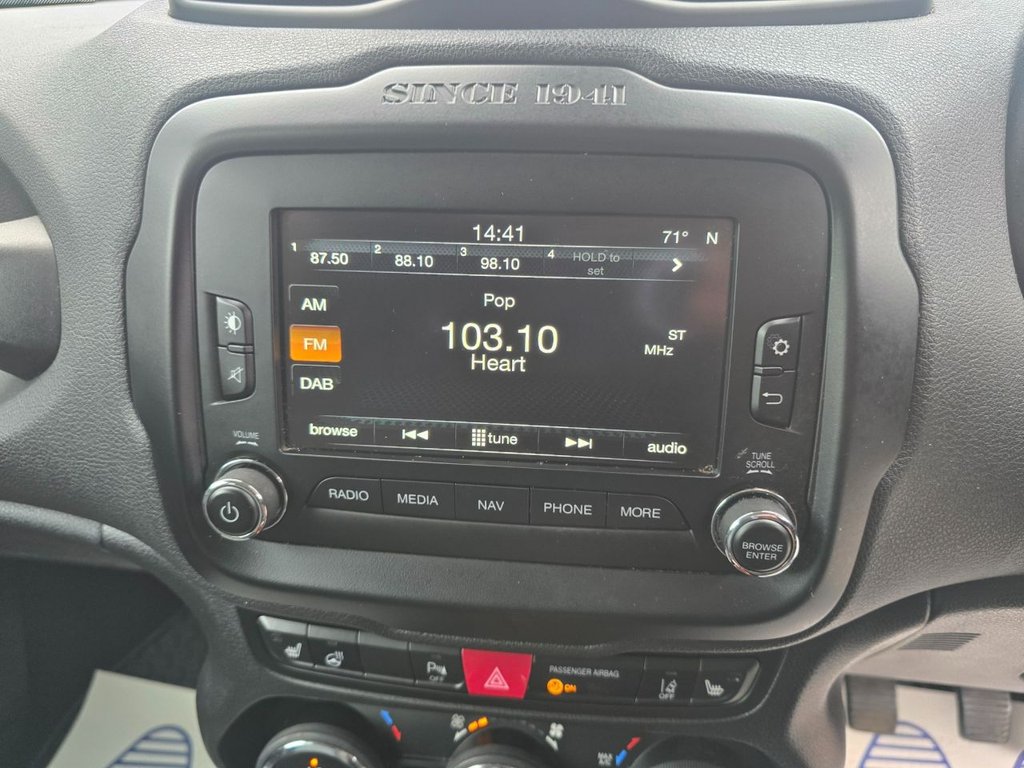 SINCE 1941
14:41 71° N
1 87.50 2 88.10 3 98.10 4 HOLD to set
AM
FM
DAB
Pop
103.10
Heart
ST
MHz
browse tune audio
VOLUME
TUNE
SCROLL
RADIO MEDIA NAV PHONE MORE
BROWSE
ENTER
P OFF
PASSENGER AIRBAG
ON
OFF
MAX
A/C